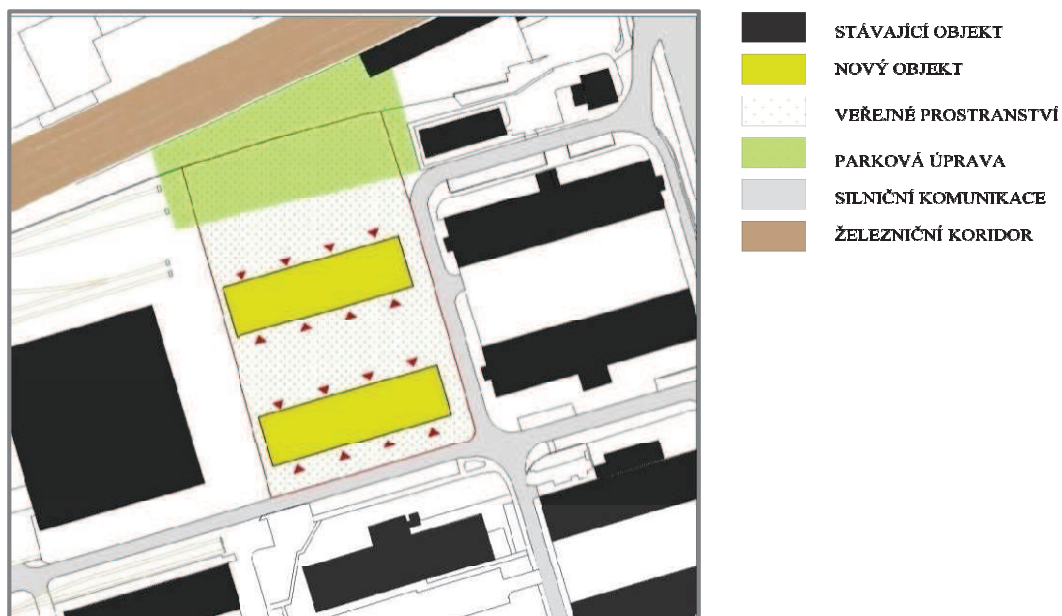 STÁVAJÍCÍ OBJEKT
NOVÝ OBJEKT
VEŘEJNÉ PROSTRANSTVÍ
PARKOVÁ ÚPRAVA
SILNIČNÍ KOMUNIKACE
ŽELEZNIČNÍ KORIDOR